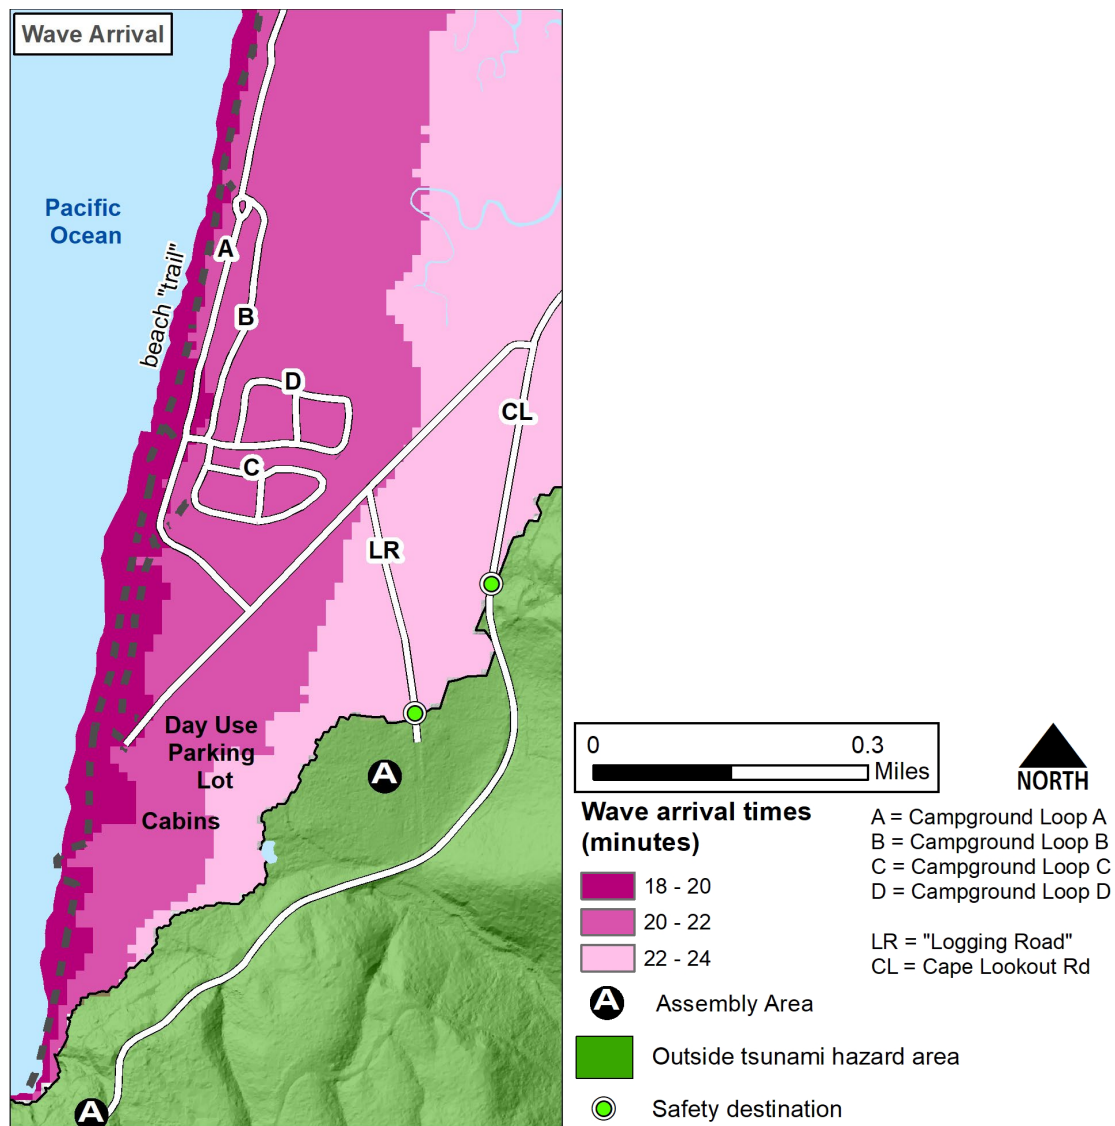 Wave Arrival
Pacific
Ocean
beach "trail"
A
B
D
C
CL
LR
Day Use
Parking
Lot
Cabins
A
A
0 0.3
Miles
NORTH
Wave arrival times
(minutes)
18 - 20
20 - 22
22 - 24
A Assembly Area
Outside tsunami hazard area
Safety destination
A = Campground Loop A
B = Campground Loop B
C = Campground Loop C
D = Campground Loop D
LR = "Logging Road"
CL = Cape Lookout Rd